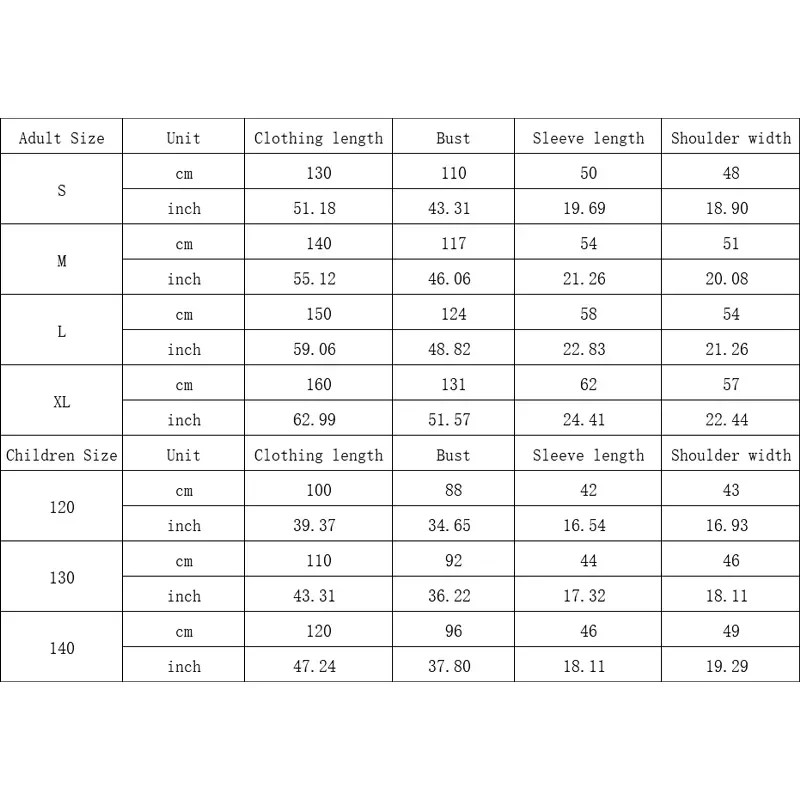 Adult Size Unit Clothing length Bust Sleeve length Shoulder width
S cm 130 110 50 48
inch 51.18 43.31 19.69 18.90
M cm 140 117 54 51
inch 55.12 46.06 21.26 20.08
L cm 150 124 58 54
inch 59.06 48.82 22.83 21.26
XL cm 160 131 62 57
inch 62.99 51.57 24.41 22.44
Children Size Unit Clothing length Bust Sleeve length Shoulder width
120 cm 100 88 42 43
inch 39.37 34.65 16.54 16.93
130 cm 110 92 44 46
inch 43.31 36.22 17.32 18.11
140 cm 120 96 46 49
inch 47.24 37.80 18.11 19.29